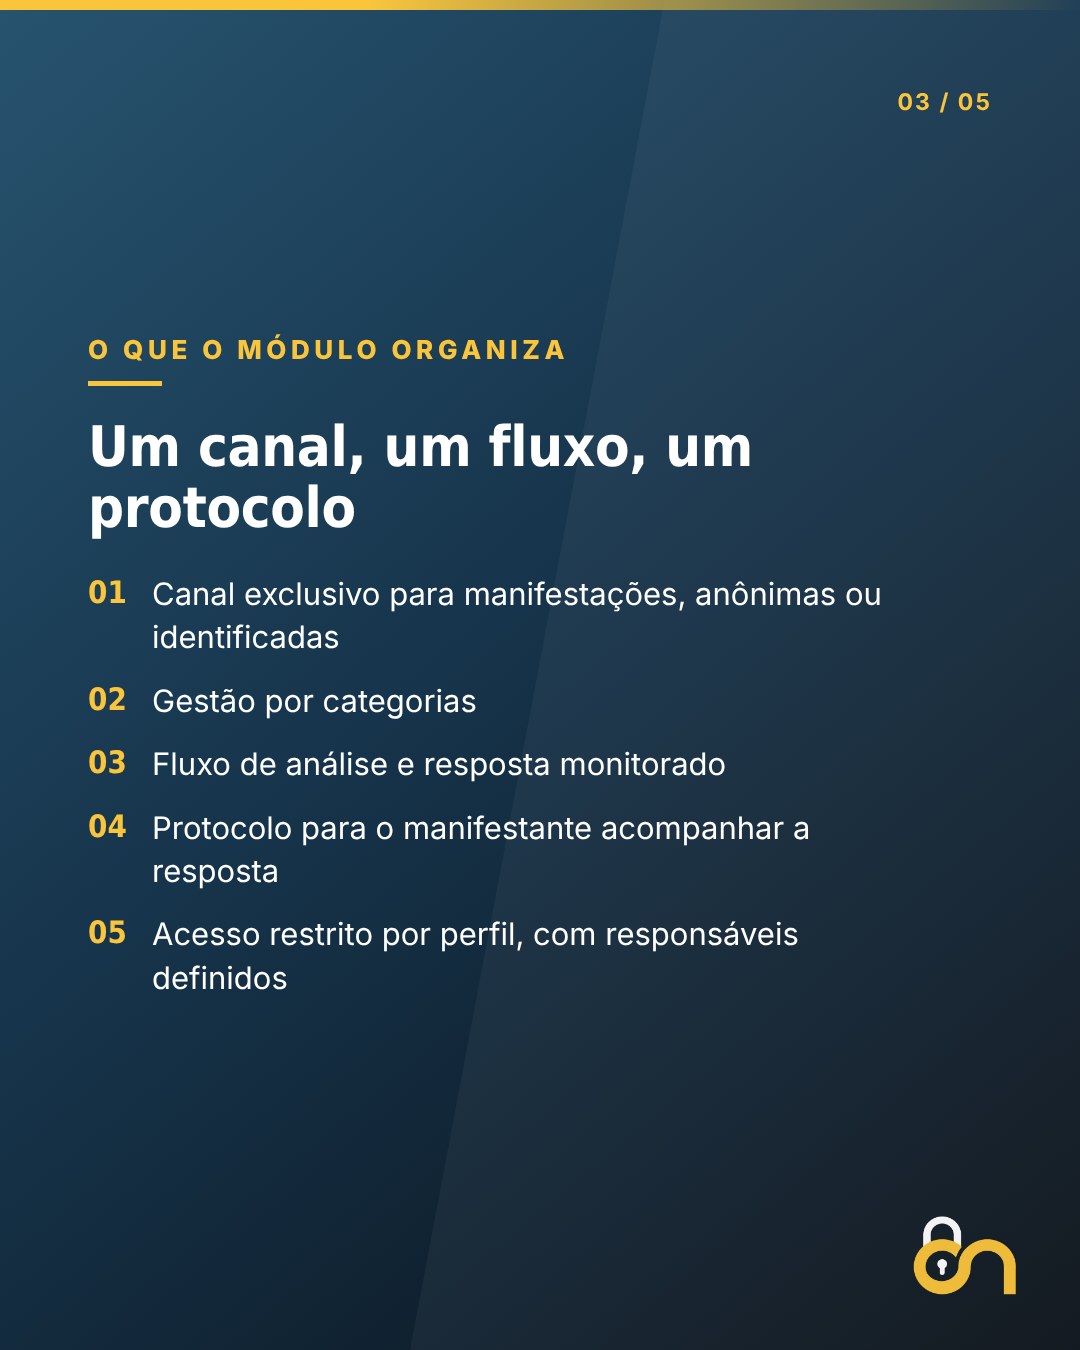 03 / 05
O QUE O MÓDULO ORGANIZA
Um canal, um fluxo, um
protocolo
01 Canal exclusivo para manifestações, anônimas ou
identificadas
02 Gestão por categorias
03 Fluxo de análise e resposta monitorado
04 Protocolo para o manifestante acompanhar a
resposta
05 Acesso restrito por perfil, com responsáveis
definidos
on